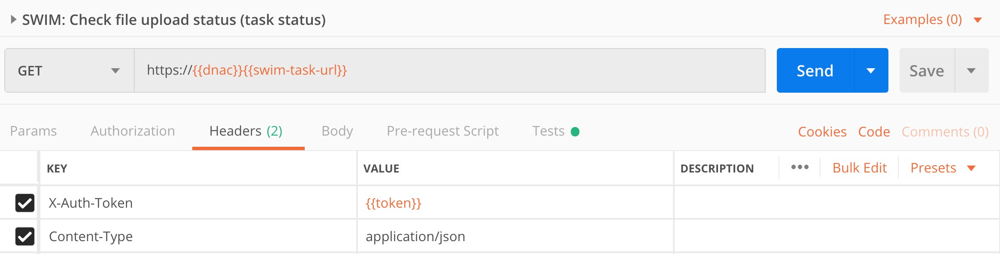 SWIM: Check file upload status (task status)
Examples (0)
GET
https://{{dnac}}{{swim-task-url}}
Send
Save
Params Authorization Headers (2) Body Pre-request Script Tests
Cookies Code Comments (0)
KEY VALUE DESCRIPTION ••• Bulk Edit Presets
X-Auth-Token {{token}}
Content-Type application/json